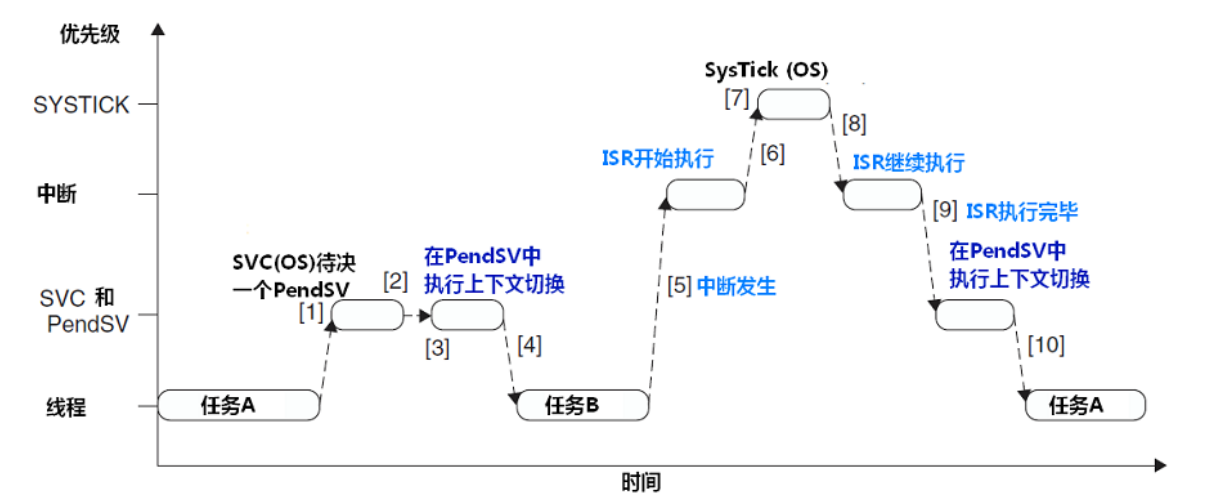 优先级
SysTick (OS)
SYSTICK
[7]
[8]
ISR开始执行
[6]
ISR继续执行
中断
[9] ISR执行完毕
SVC(OS)待决
一个PendSV
[2]
在PendSV中
执行上下文切换
在PendSV中
执行上下文切换
[5] 中断发生
SVC 和
PendSV
[1]
[3]
[4]
[10]
线程
任务A
任务B
任务A
时间